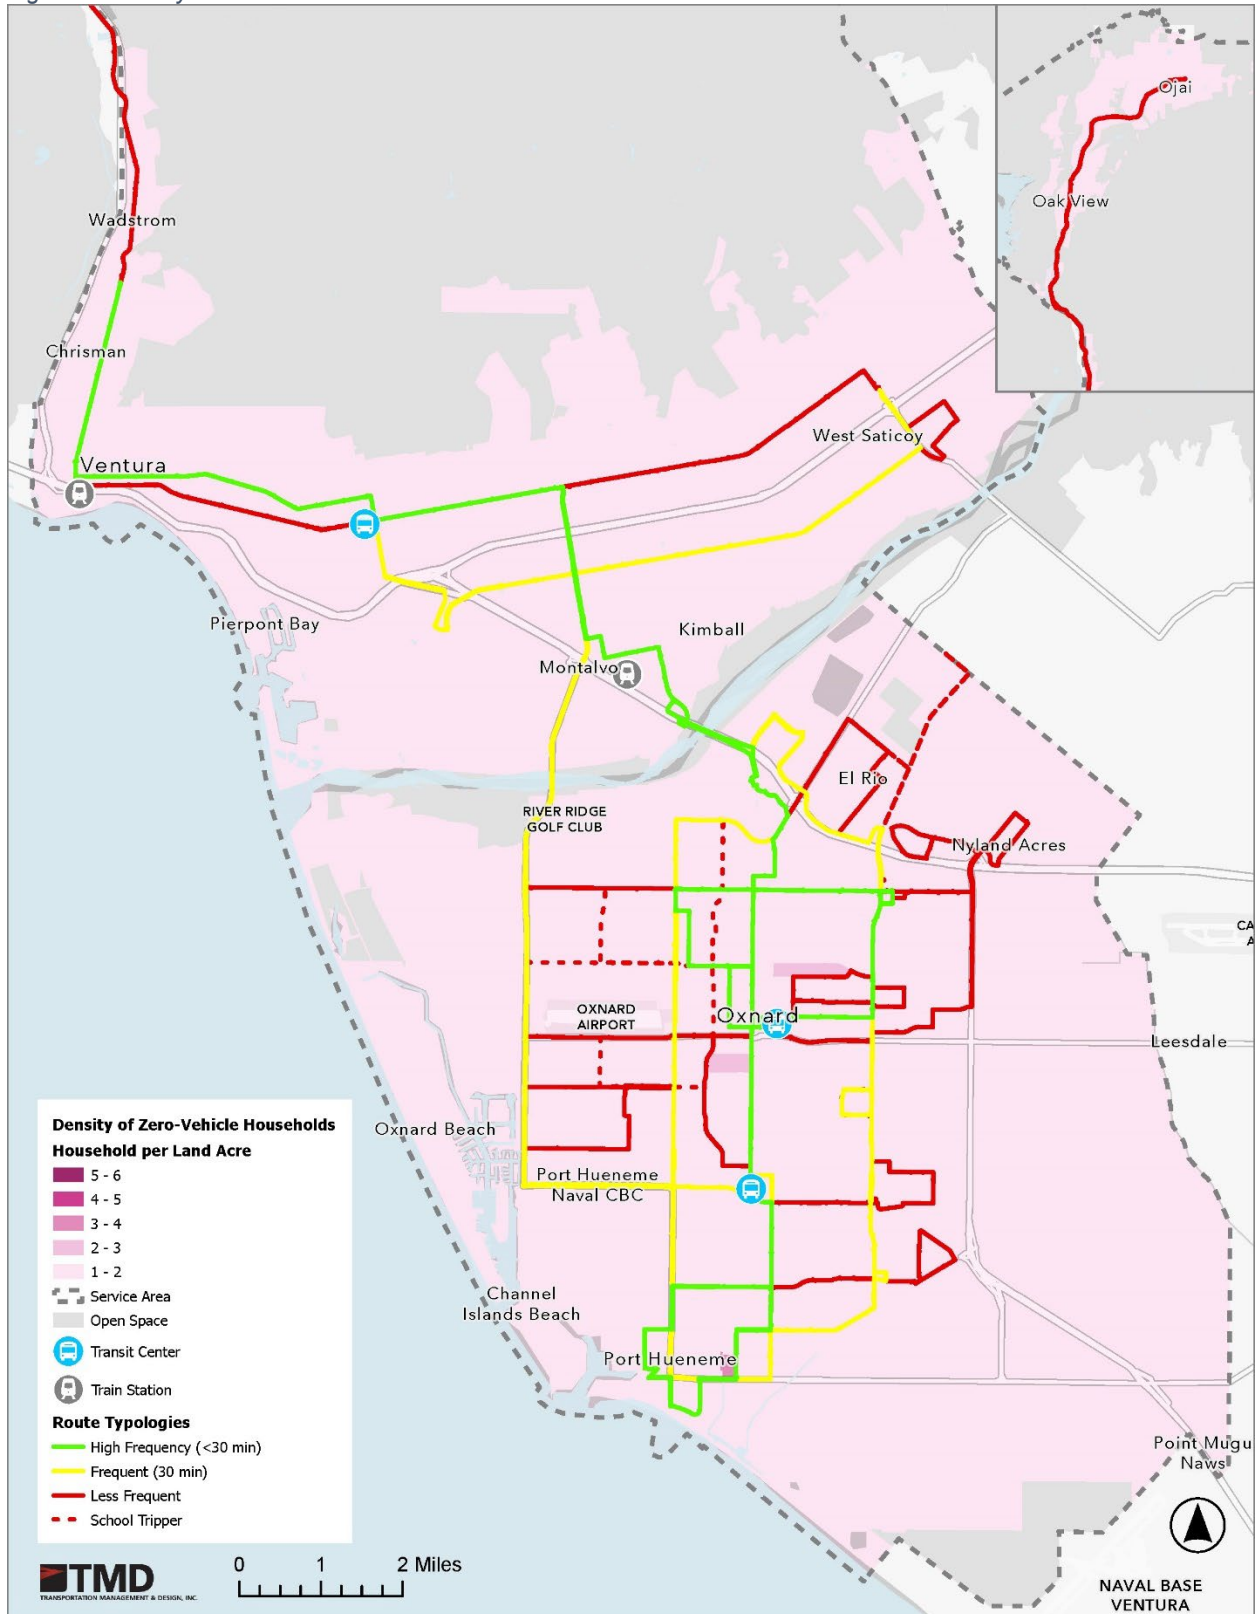 Ojai
Oak View
Wadstrom
Chrisman
West Saticoy
Ventura
Pierpont Bay
Kimball
Montalvo
El Rio
RIVER RIDGE
GOLF CLUB
Nyland Acres
CA
A
OXNARD
AIRPORT
Oxnard
Leesdale
Oxnard Beach
Port Hueneme
Naval CBC
Channel
Islands Beach
Port Hueneme
Point Mugu
Naws
NAVAL BASE
VENTURA
Density of Zero-Vehicle Households
Household per Land Acre
5 - 6
4 - 5
3 - 4
2 - 3
1 - 2
Service Area
Open Space
Transit Center
Train Station
Route Typologies
High Frequency (<30 min)
Frequent (30 min)
Less Frequent
School Tripper
TMD
TRANSPORTATION MANAGEMENT & DESIGN, INC.
0 1 2 Miles